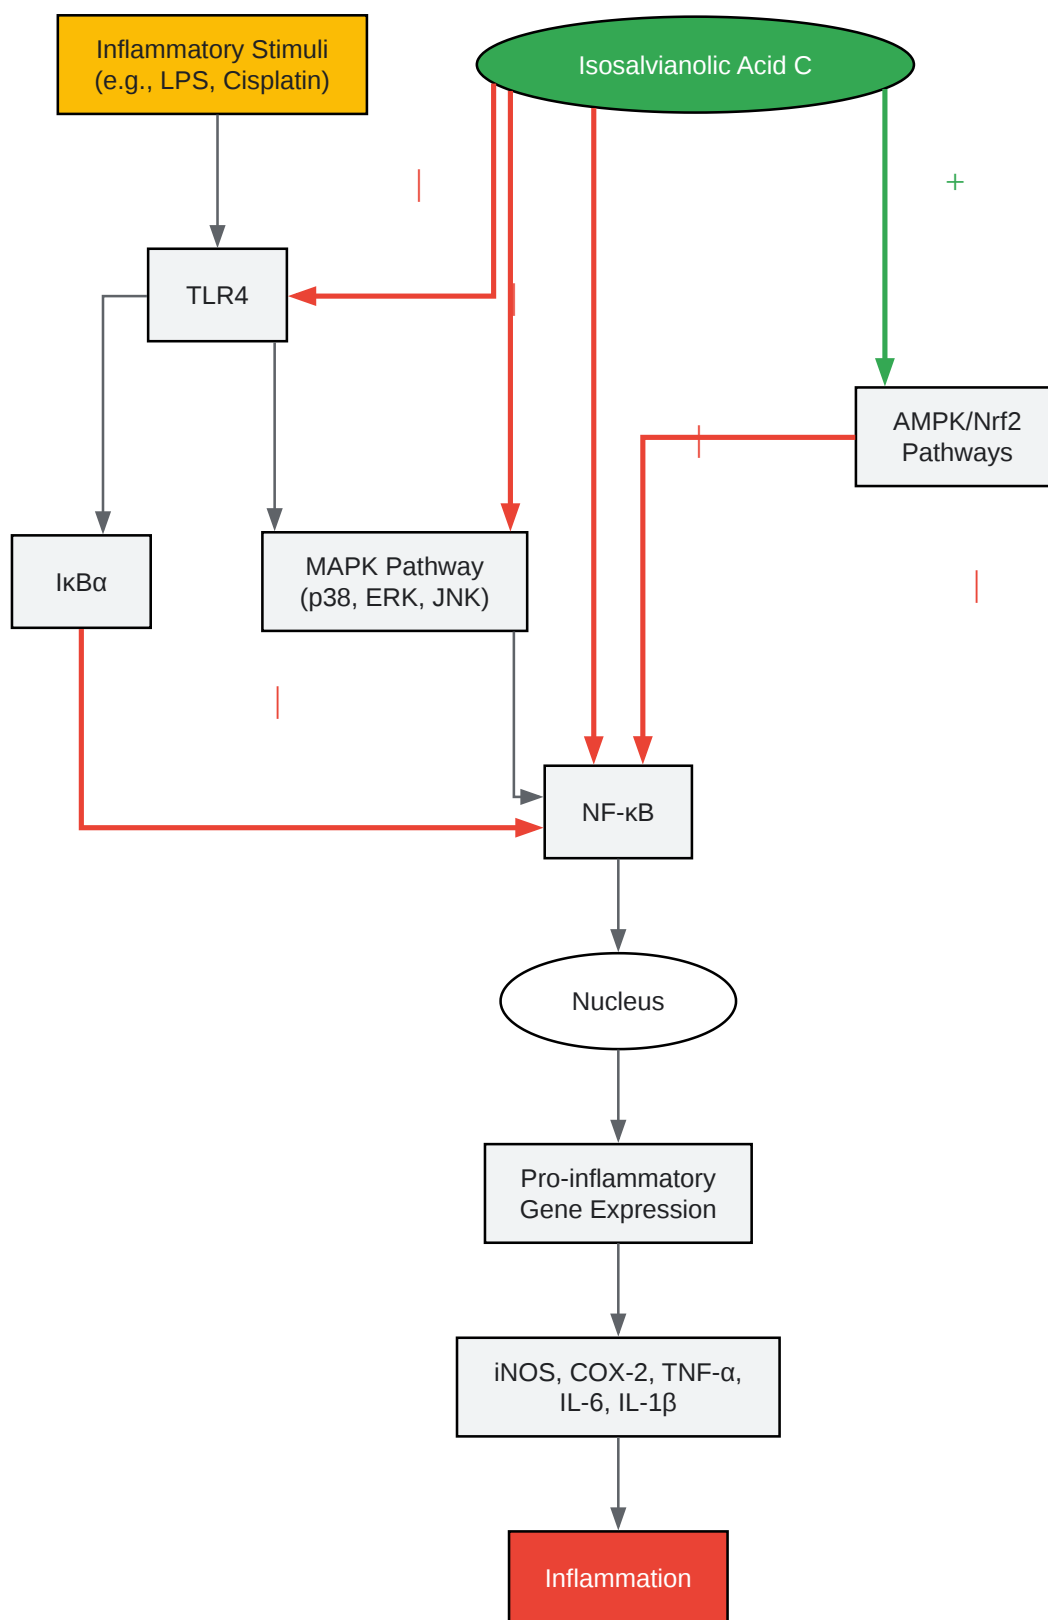 Inflammatory Stimuli
(e.g., LPS, Cisplatin)
Isosalvianolic Acid C
|
+
TLR4
|
AMPK/Nrf2
Pathways
|
IκBα
MAPK Pathway
(p38, ERK, JNK)
|
|
NF-κB
Nucleus
Pro-inflammatory
Gene Expression
iNOS, COX-2, TNF-α,
IL-6, IL-1β
Inflammation